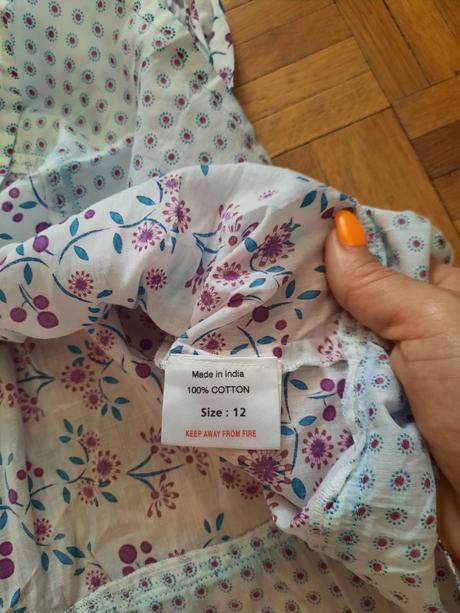 Made in India
100% COTTON
Size : 12
KEEP AWAY FROM FIRE